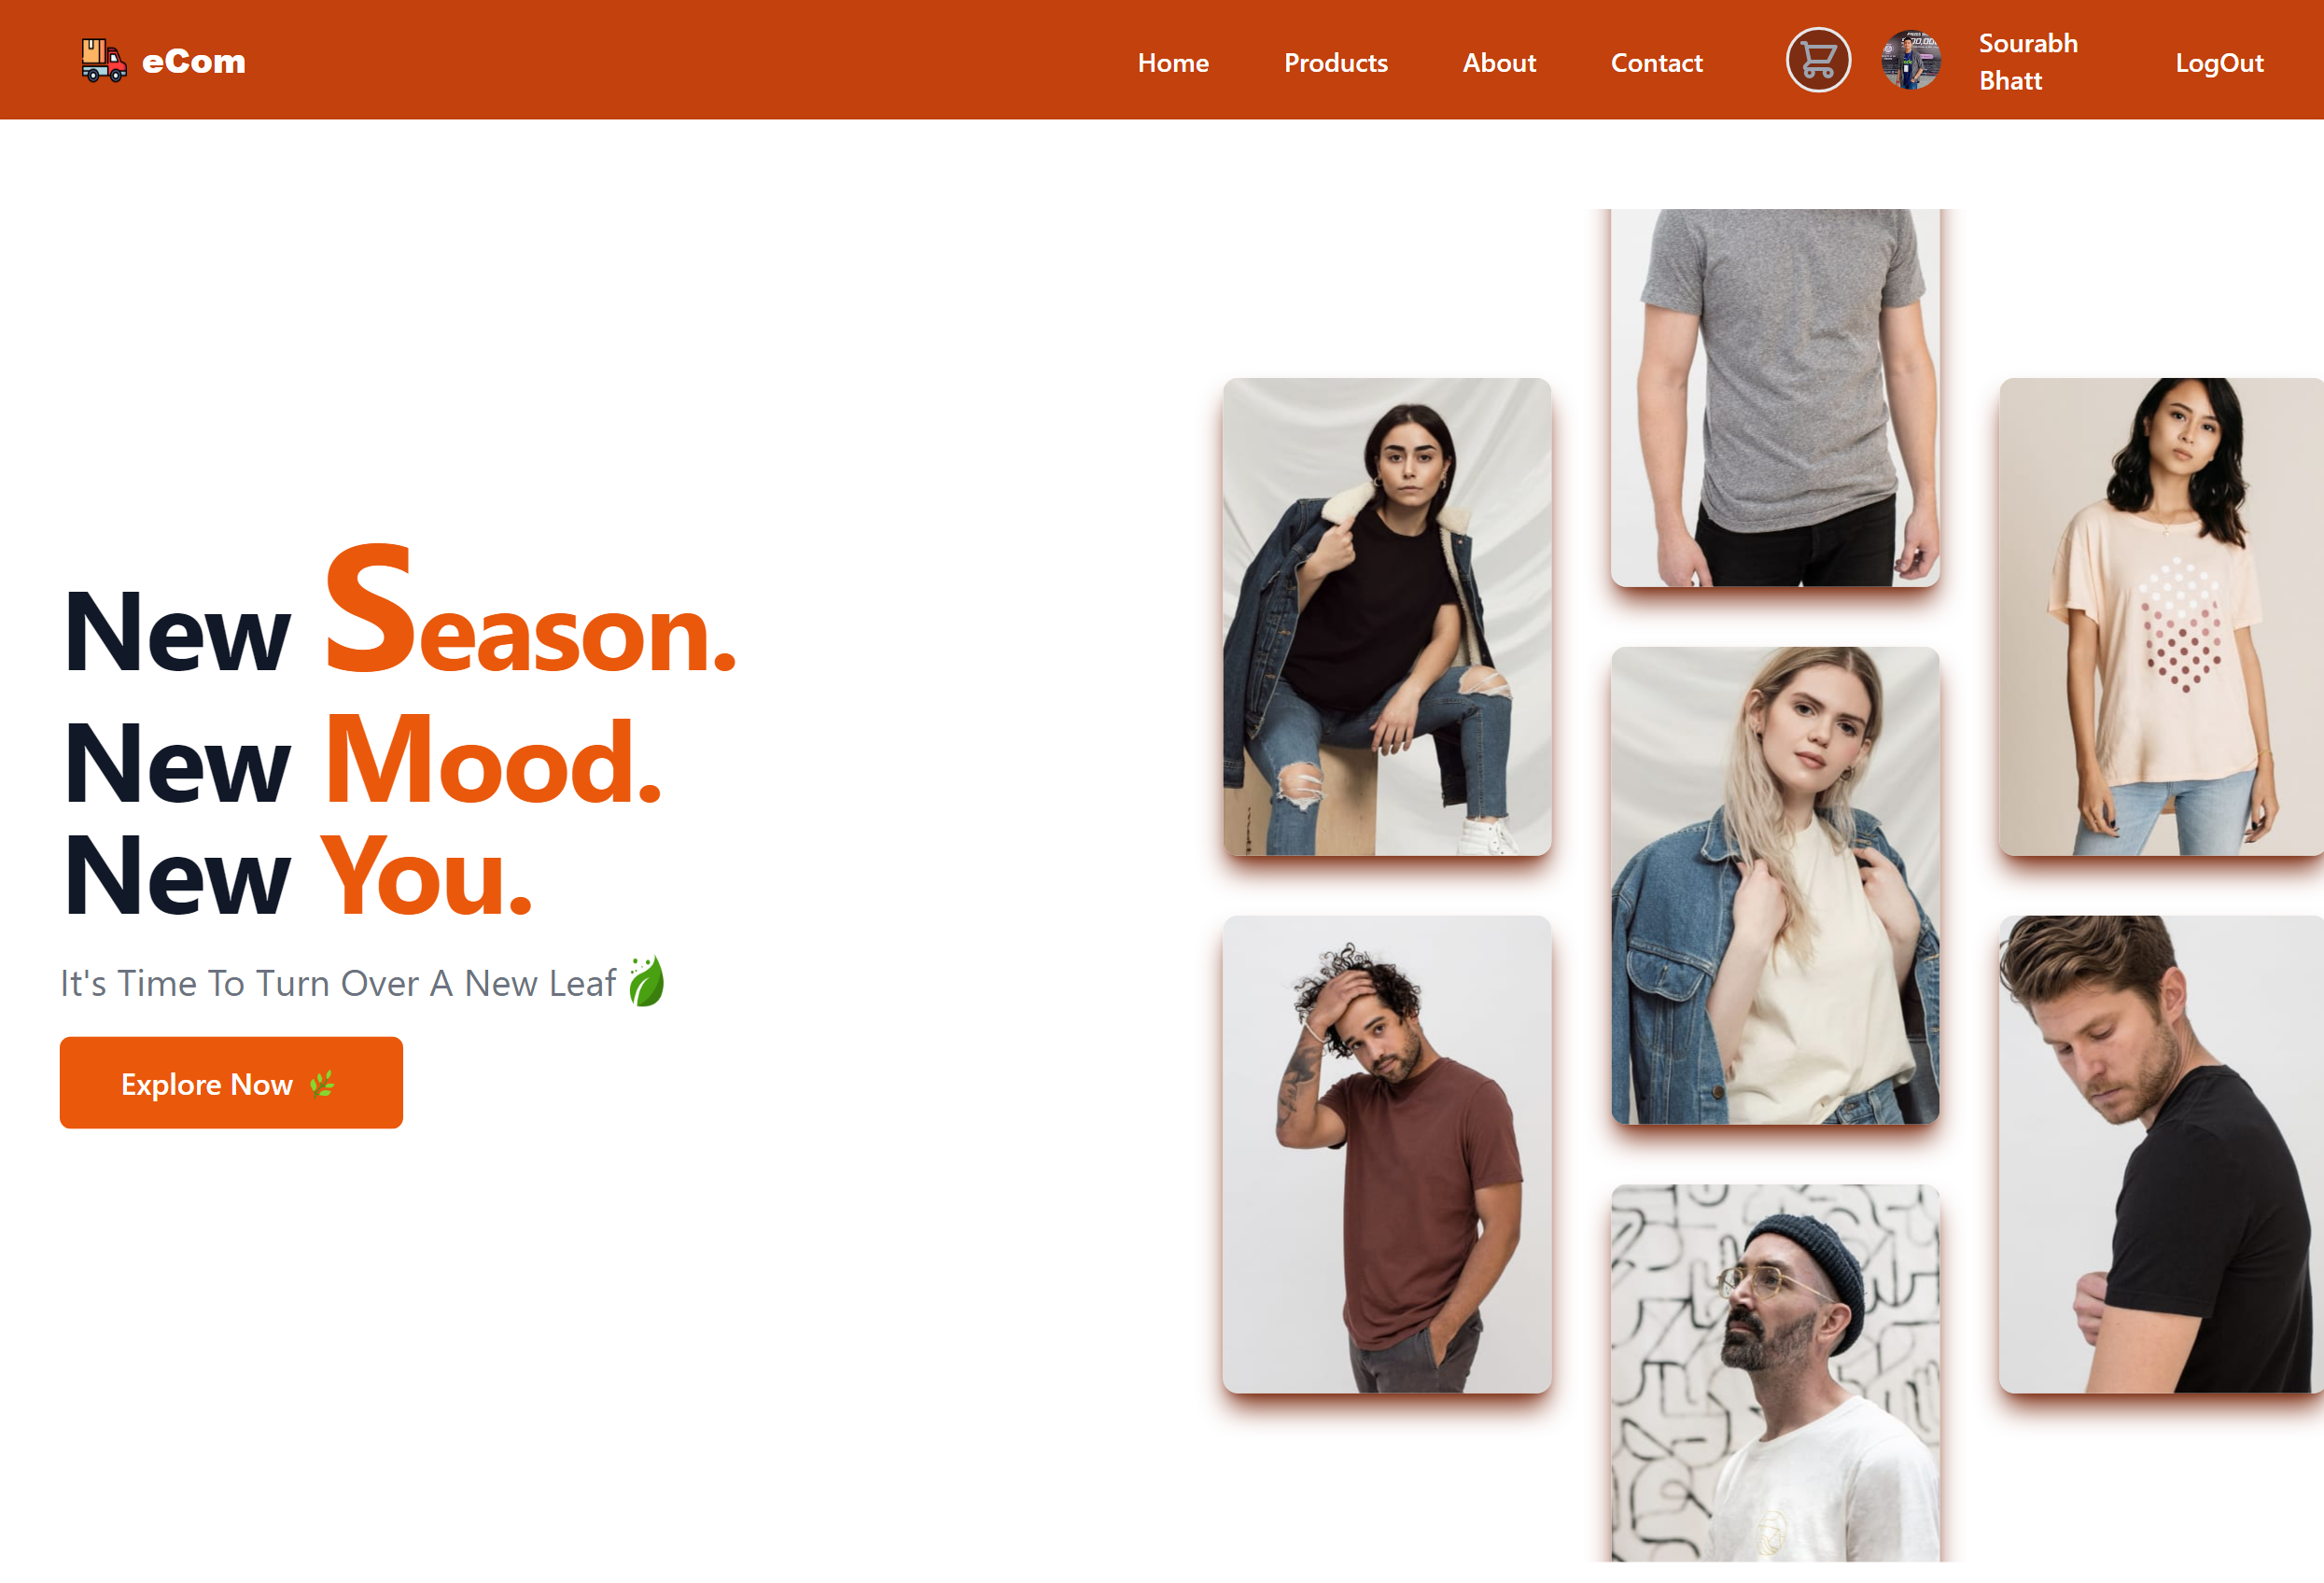 eCom
Home
Products
About
Contact
Sourabh
Bhatt
LogOut
New Season.
New Mood.
New You.
It's Time To Turn Over A New Leaf
Explore Now